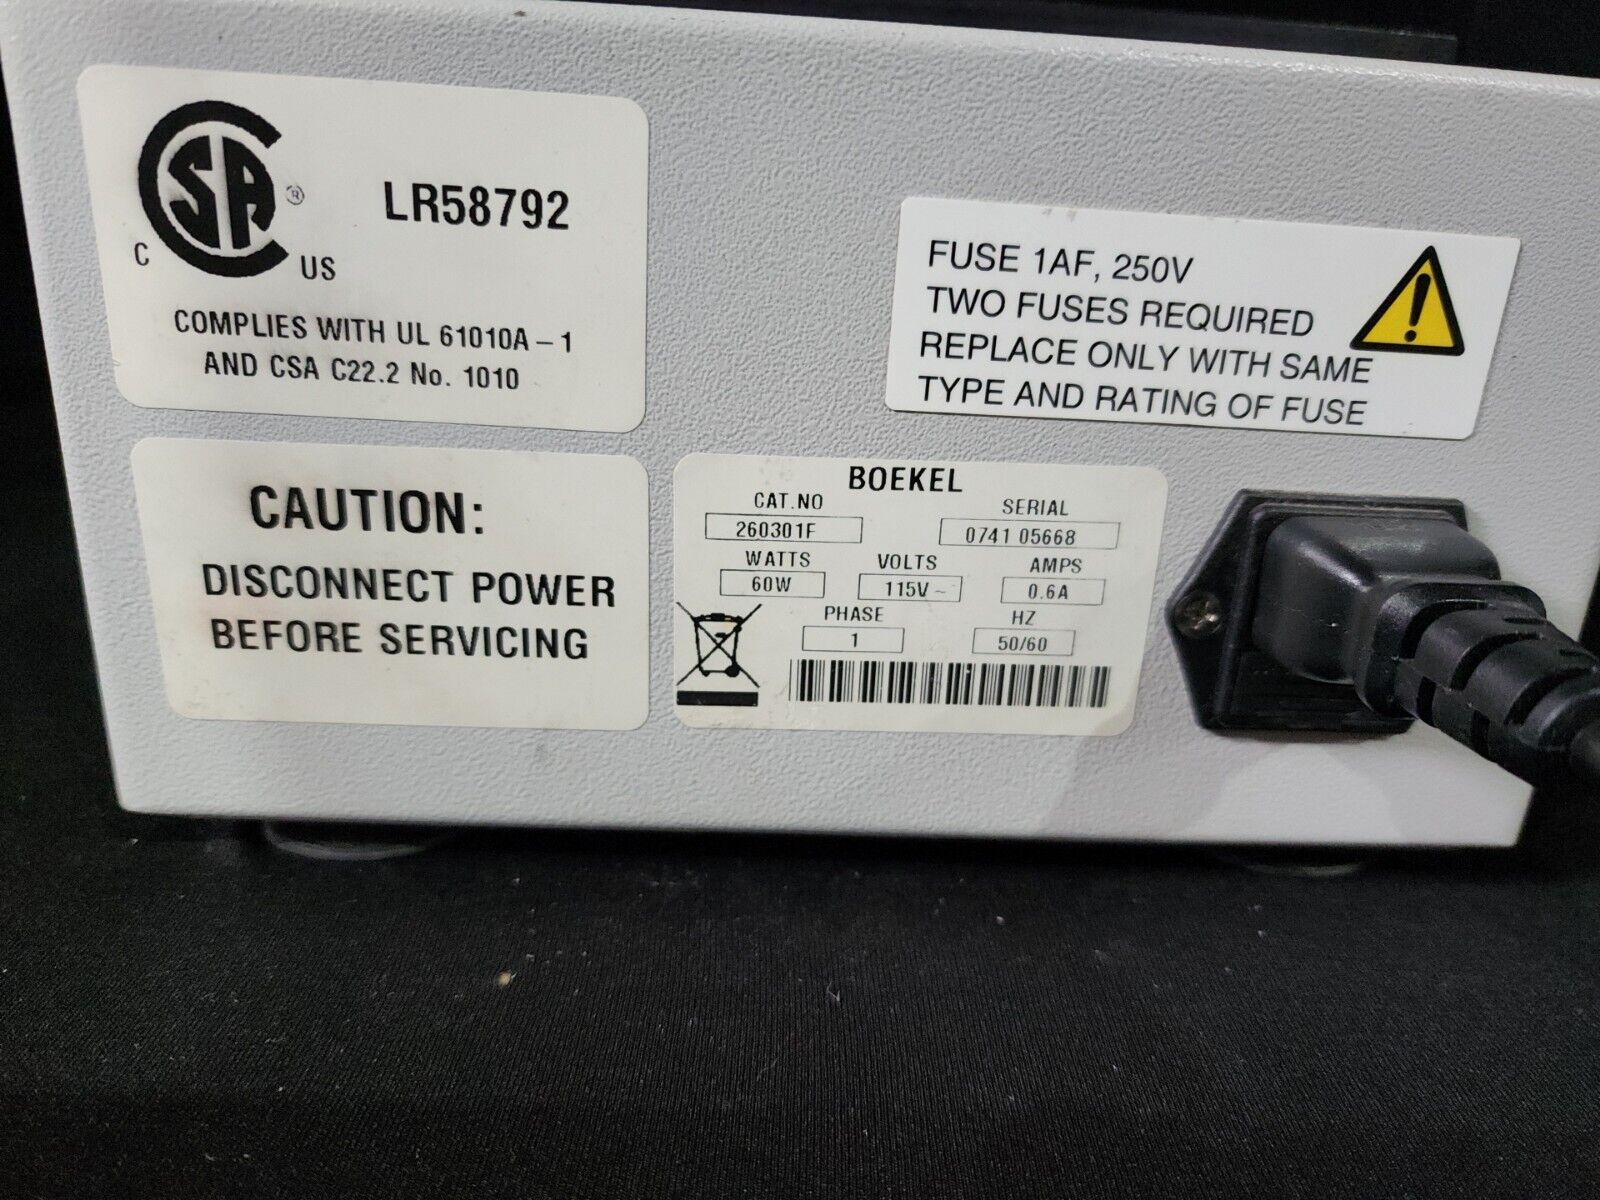 CSA ®
C US
LR58792
COMPLIES WITH UL 61010A-1
AND CSA C22.2 No. 1010
FUSE 1AF, 250V
TWO FUSES REQUIRED
REPLACE ONLY WITH SAME
TYPE AND RATING OF FUSE
CAUTION:
DISCONNECT POWER
BEFORE SERVICING
BOEKEL
CAT.NO SERIAL
260301F 0741 05668
WATTS VOLTS AMPS
60W 115V~ 0.6A
PHASE HZ
1 50/60